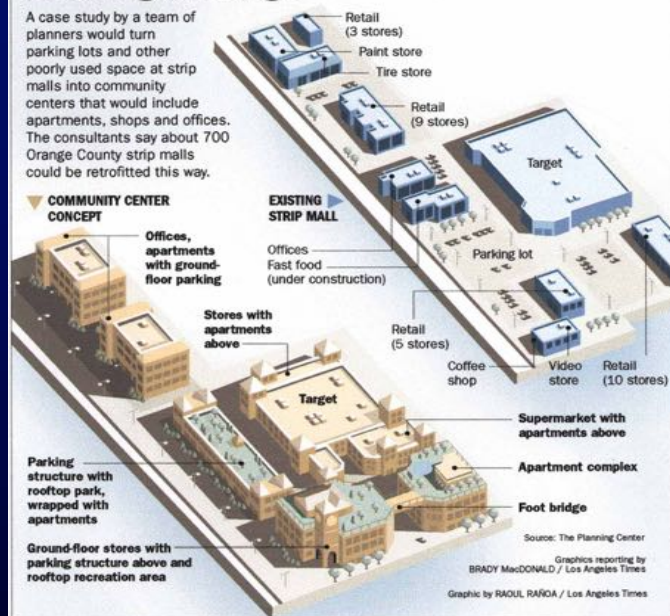 A case study by a team of
planners would turn
parking lots and other
poorly used space at strip
malls into community
centers that would include
apartments, shops and offices.
The consultants say about 700
Orange County strip malls
could be retrofitted this way.
Retail
(3 stores)
Paint store
Tire store
Retail
(9 stores)
Target
EXISTING
STRIP MALL
Offices
Fast food
(under construction)
Parking lot
Retail
(5 stores)
Coffee
shop
Video
store
Retail
(10 stores)
COMMUNITY CENTER
CONCEPT
Offices,
apartments
with ground-
floor parking
Stores with
apartments
above
Target
Supermarket with
apartments above
Apartment complex
Foot bridge
Parking
structure with
rooftop park,
wrapped with
apartments
Ground-floor stores with
parking structure above and
rooftop recreation area
Source: The Planning Center
Graphics reporting by
BRADY MacDONALD / Los Angeles Times
Graphic by RAOUL RAÑOA / Los Angeles Times